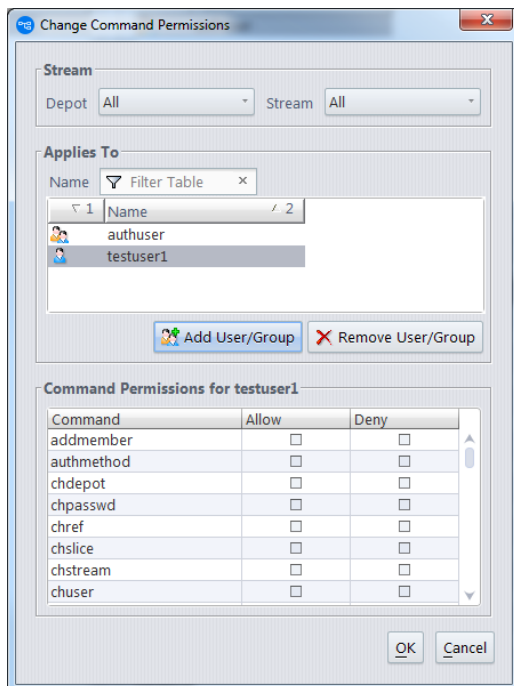 Change Command Permissions
Stream
Depot All Stream All
Applies To
Name Filter Table ×
1 Name 2
authuser
testuser1
Add User/Group Remove User/Group
Command Permissions for testuser1
Command Allow Deny
addmember
authmethod
chdepot
chpasswd
chref
chslice
chstream
chuser
OK Cancel